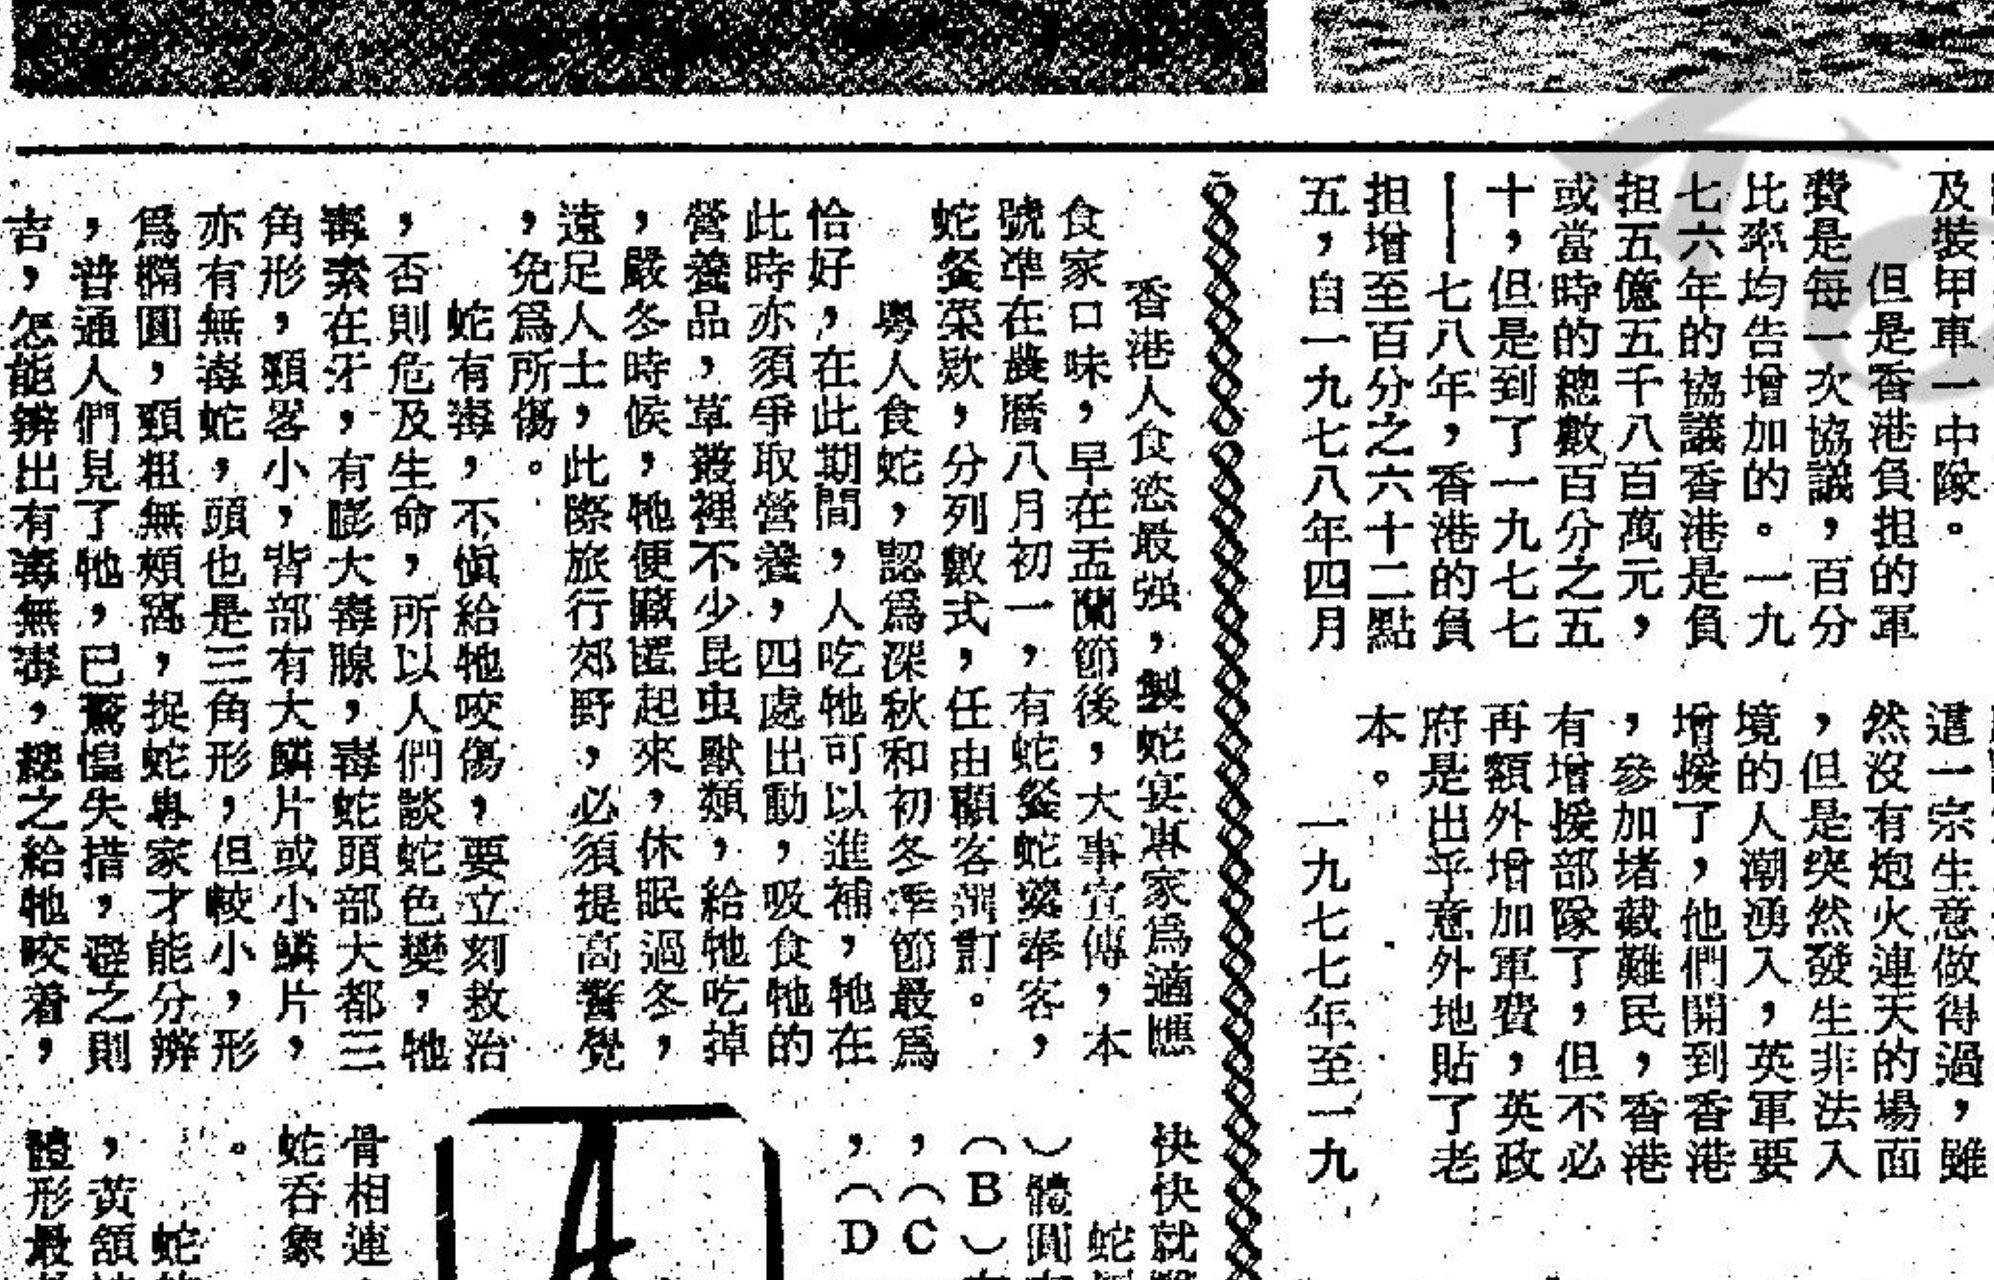 及裝甲車一中隊。
但是香港負担的軍
費是每一次協議，百分
比率均告增加的。一九
七六年的協議香港是負
担五億五千八百萬元，
或當時的總數百分之五
十，但是到了一九七七
——七八年，香港的負
担增至百分之六十二點
五，自一九七八年四月
這一宗生意做得過，雖
然沒有炮火連天的場面
，但是突然發生非法入
境的人潮湧入，英軍要
增援了，他們開到香港
，參加堵截難民，香港
有增援部隊了，但不必
再額外增加軍費，英政
府是出乎意外地貼了老
本。
一九七七年至一九
香港人食慾最强，製蛇宴專家爲適應
食家口味，早在盂蘭節後，大事宣傳，本
號準在農曆八月初一，有蛇餐蛇羹奉客，
蛇餐菜欵，分列數式，任由顧客選訂。
粵人食蛇，認爲深秋和初冬季節最爲
恰好，在此期間，人吃牠可以進補，牠在
此時亦須爭取營養，四處出動，吸食牠的
營養品，草叢裡不少昆虫獸類，給牠吃掉
，嚴冬時候，牠便藏匿起來，休眠過冬，
遠足人士，此際旅行郊野，必須提高警覺
，免爲所傷。
蛇有毒，不愼給牠咬傷，要立刻救治
，否則危及生命，所以人們談蛇色變，牠
毒素在牙，有膨大毒腺，毒蛇頭部大都三
角形，頸畧小，背部有大鱗片或小鱗片，
亦有無毒蛇，頭也是三角形，但較小，形
爲橢圓，頸粗無頰窩，捉蛇專家才能分辨
，普通人們見了牠，已驚惶失措，避之則
吉，怎能辨出有毒無毒，總之給牠咬着，
快快就
蛇
）體圓
（B）
，（C
，（D
A
骨相連
蛇吞象
。
蛇
，黃頷
體形最